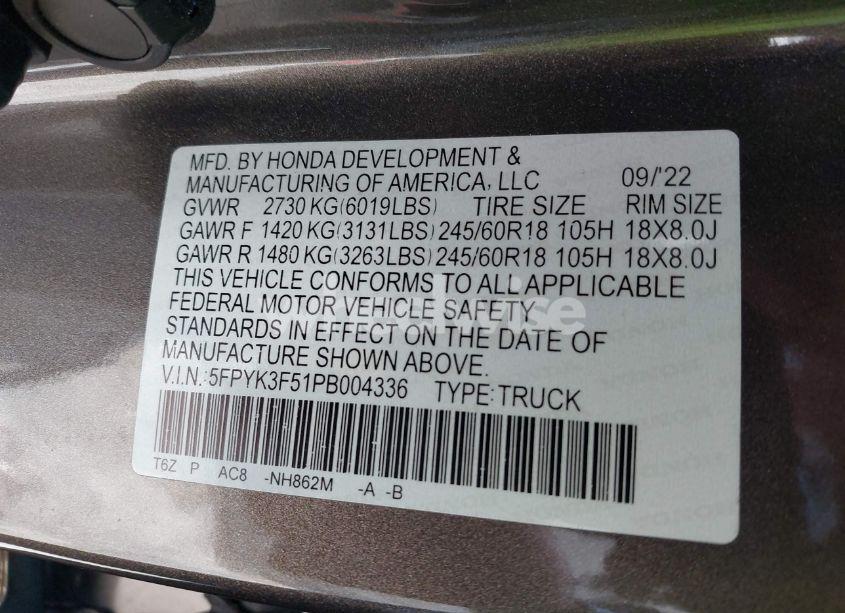 MFD. BY HONDA DEVELOPMENT &
MANUFACTURING OF AMERICA, LLC 09/'22
GVWR 2730 KG(6019LBS) TIRE SIZE RIM SIZE
GAWR F 1420 KG(3131LBS) 245/60R18 105H 18X8.0J
GAWR R 1480 KG(3263LBS) 245/60R18 105H 18X8.0J
THIS VEHICLE CONFORMS TO ALL APPLICABLE
FEDERAL MOTOR VEHICLE SAFETY
STANDARDS IN EFFECT ON THE DATE OF
MANUFACTURE SHOWN ABOVE.
V.I.N.: 5FPYK3F51PB004336 TYPE: TRUCK
T6Z P AC8 -NH862M -A -B